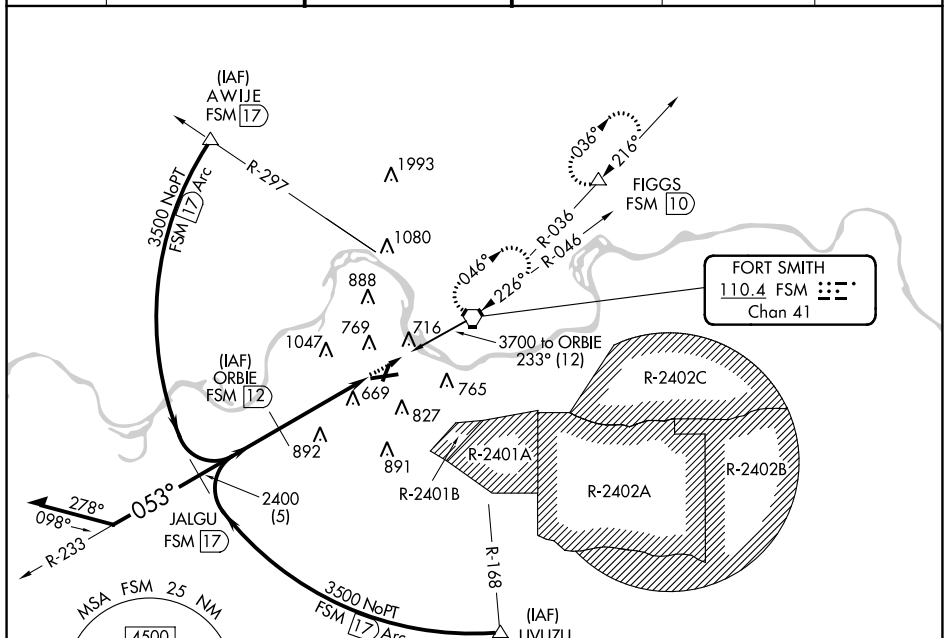 (IAF)
AWIJE
FSM 17
R-297
3500 NoPT
FSM 17 Arc
1993
1080
888
769
1047
716
036°
216°
FIGGS
FSM 10
R-036
R-046
046°
226°
FORT SMITH
110.4 FSM
Chan 41
3700 to ORBIE
233° (12)
(IAF)
ORBIE
FSM 12
669
765
827
892
891
R-2402C
R-2401A
R-2401B
R-2402A
R-2402B
278°
098°
053°
R-233
JALGU
FSM 17
2400
(5)
R-168
3500 NoPT
FSM 17 Arc
(IAF)
MSA FSM 25 NM
4500